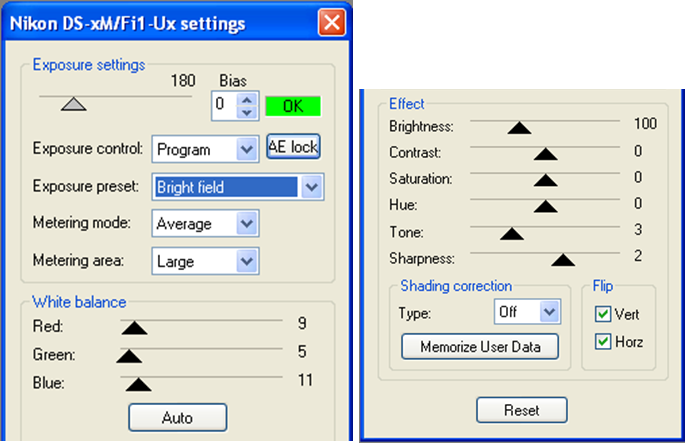 Nikon DS-xM/Fi1-Ux settings
Exposure settings
180 Bias
0 OK
Exposure control: Program AE lock
Exposure preset: Bright field
Metering mode: Average
Metering area: Large
White balance
Red: 9
Green: 5
Blue: 11
Auto
Effect
Brightness: 100
Contrast: 0
Saturation: 0
Hue: 0
Tone: 3
Sharpness: 2
Shading correction Flip
Type: Off Vert
Memorize User Data Horz
Reset